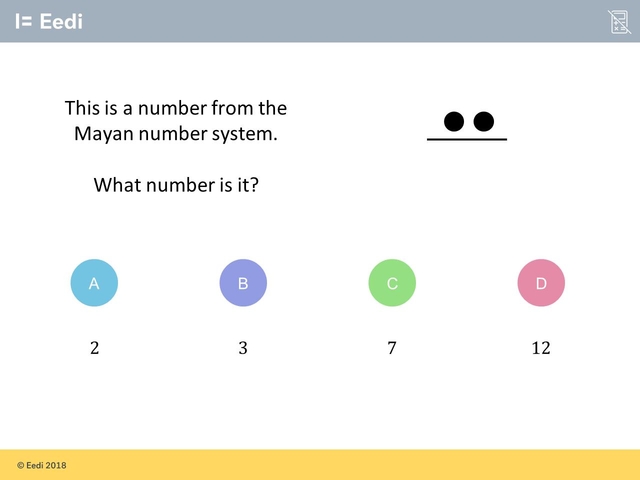 I= Eedi
This is a number from the
Mayan number system.
What number is it?
A
B
C
D
2
3
7
12
© Eedi 2018